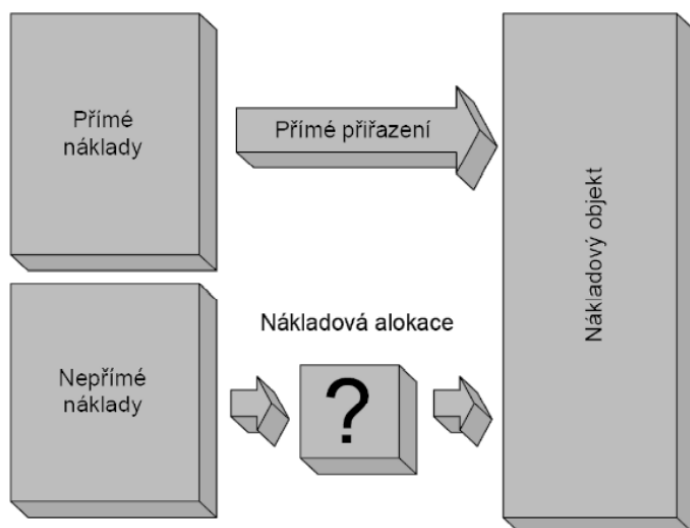 Přímé
náklady
Přímé přiřazení
Nákladový objekt
Nákladová alokace
Nepřímé
náklady
?